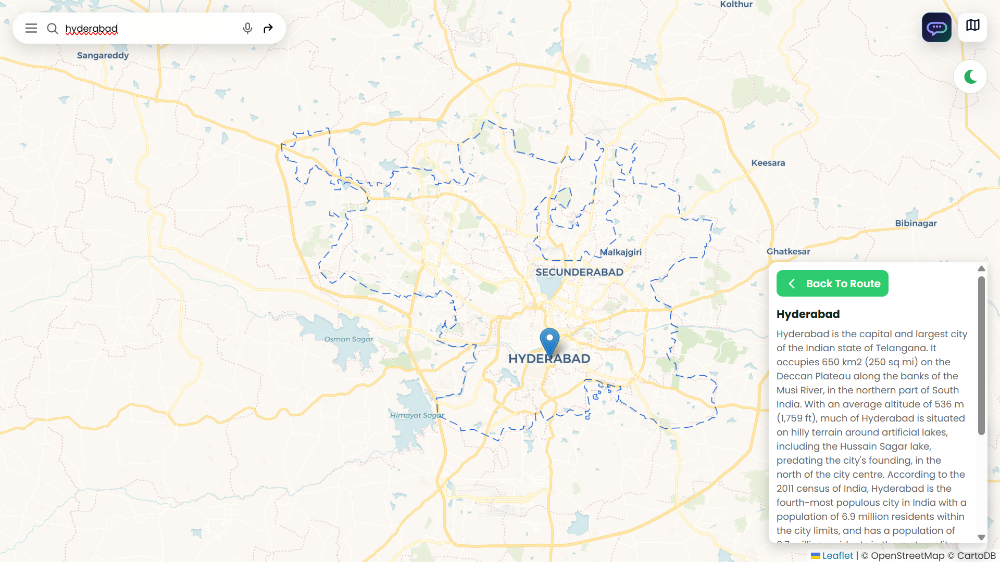 hyderabad
Kolthur
Sangareddy
Keesara
Bibinagar
Malkajgiri
Ghatkesar
SECUNDERABAD
Osman Sagar
HYDERABAD
Himayat Sagar
Back To Route
Hyderabad
Hyderabad is the capital and largest city
of the Indian state of Telangana. It
occupies 650 km2 (250 sq mi) on the
Deccan Plateau along the banks of the
Musi River, in the northern part of South
India. With an average altitude of 536 m
(1,759 ft), much of Hyderabad is situated
on hilly terrain around artificial lakes,
including the Hussain Sagar lake,
predating the city's founding, in the
north of the city centre. According to the
2011 census of India, Hyderabad is the
fourth-most populous city in India with a
population of 6.9 million residents within
the city limits, and has a population of
million residents in the metropolitan
Leaflet | © OpenStreetMap © CartoDB